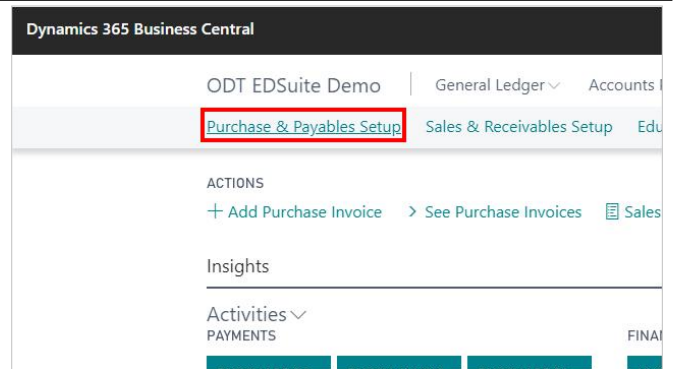 Dynamics 365 Business Central
ODT EDSuite Demo General Ledger Accounts
Purchase & Payables Setup Sales & Receivables Setup Edu
ACTIONS
+ Add Purchase Invoice > See Purchase Invoices Sales
Insights
Activities
PAYMENTS FINA